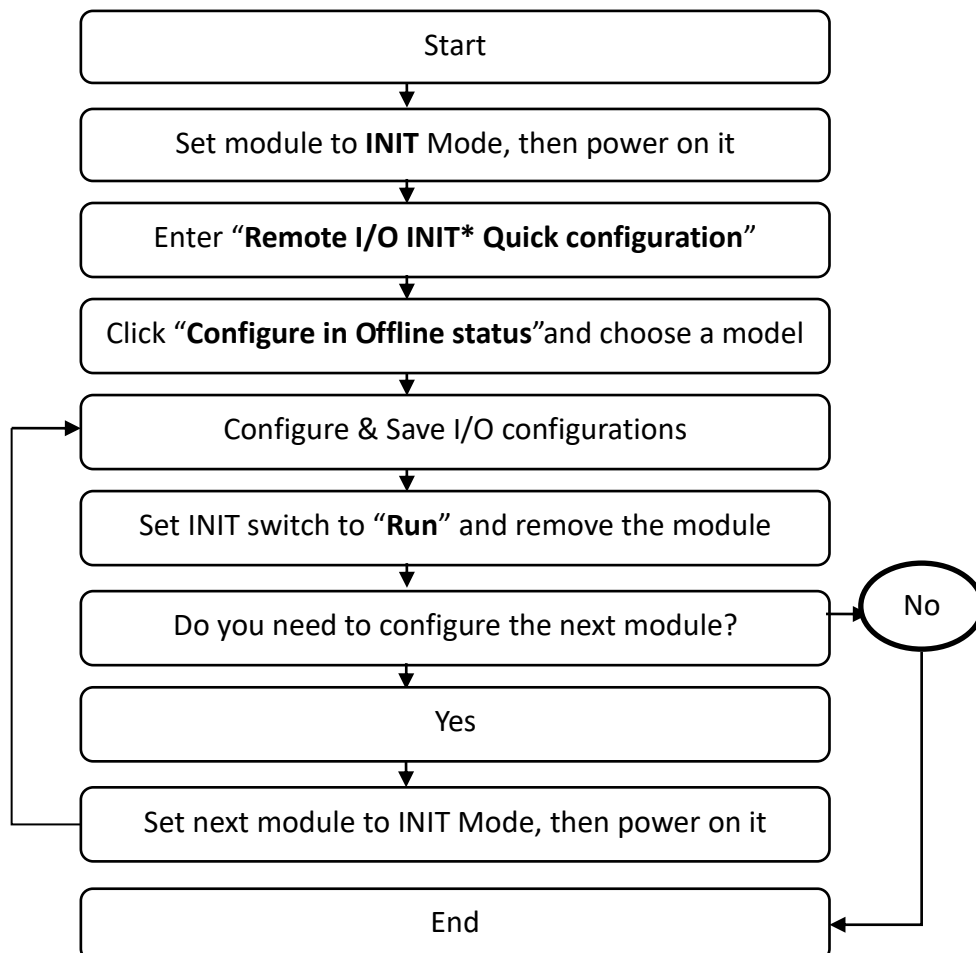 Start
Set module to INIT Mode, then power on it
Enter “Remote I/O INIT* Quick configuration”
Click “Configure in Offline status”and choose a model
Configure & Save I/O configurations
Set INIT switch to “Run” and remove the module
Do you need to configure the next module?
No
Yes
Set next module to INIT Mode, then power on it
End